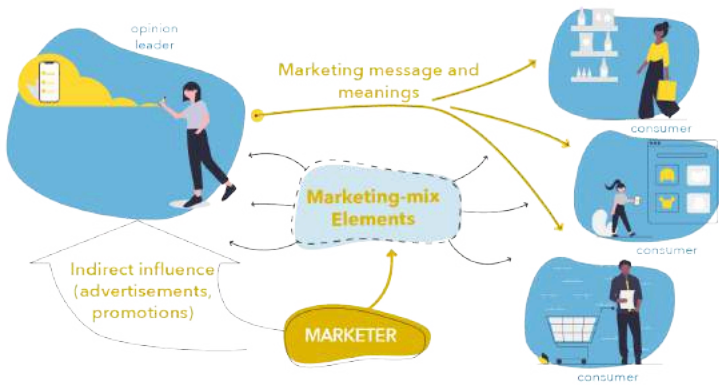 opinion
leader
Marketing message and
meanings
consumer
Marketing-mix
Elements
consumer
Indirect influence
(advertisements,
promotions)
MARKETER
consumer